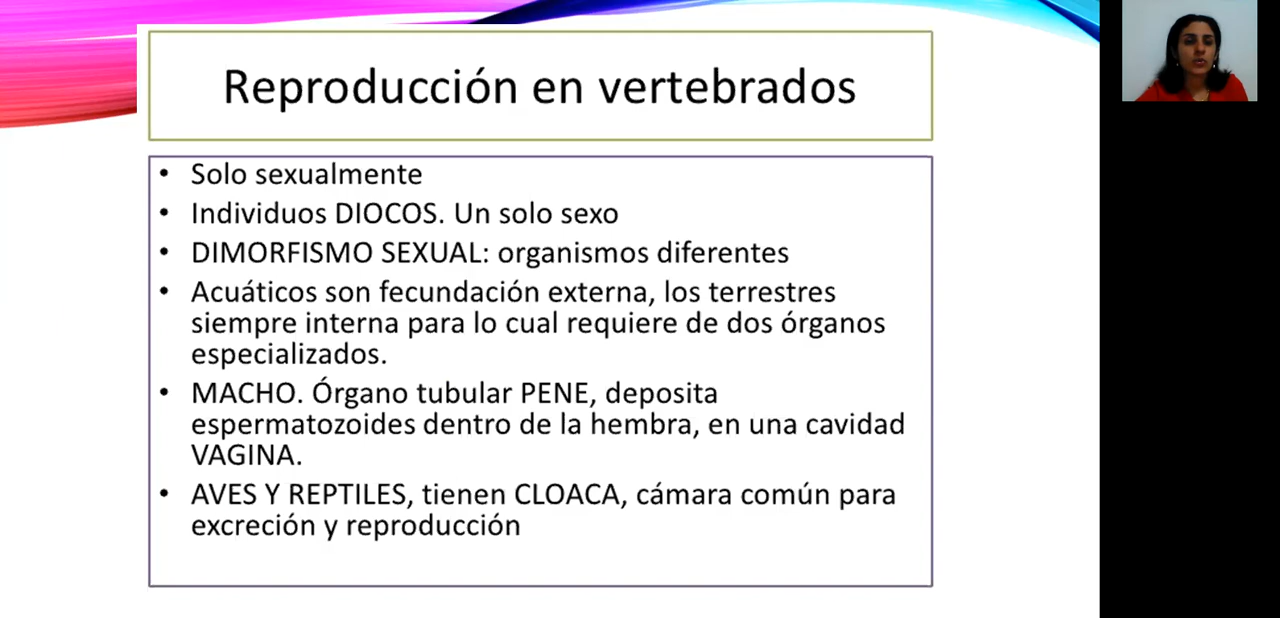 Reproducción en vertebrados
• Solo sexualmente
• Individuos DIOCOS. Un solo sexo
• DIMORFISMO SEXUAL: organismos diferentes
• Acuáticos son fecundación externa, los terrestres
siempre interna para lo cual requiere de dos órganos
especializados.
• MACHO. Órgano tubular PENE, deposita
espermatozoides dentro de la hembra, en una cavidad
VAGINA.
• AVES Y REPTILES, tienen CLOACA, cámara común para
excreción y reproducción